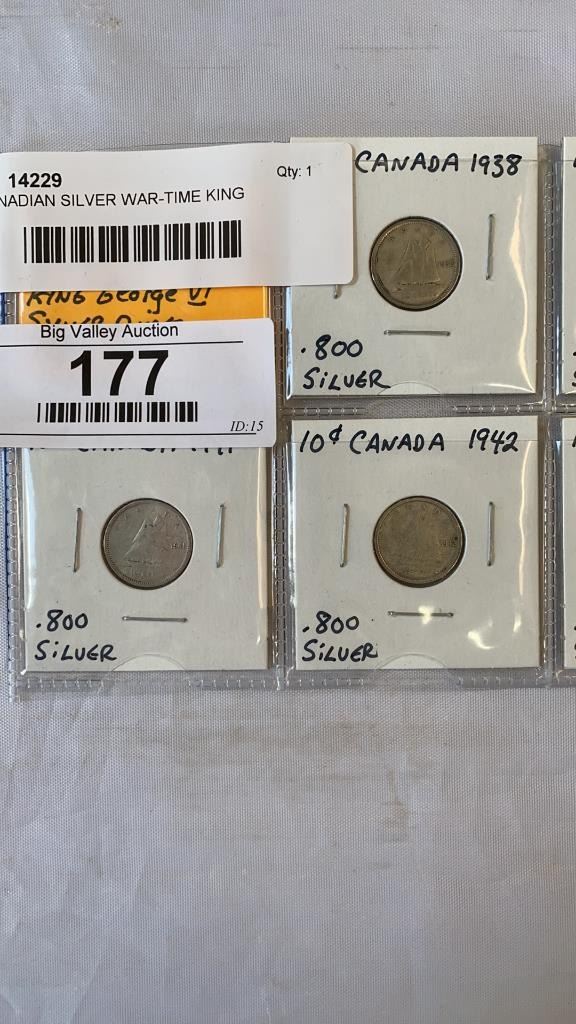 14229
Qty: 1
NADIAN SILVER WAR-TIME KING
KING George VI
Big Valley Auction
177
ID:15
CANADA 1938
.800
SILVER
.800
SILVER
10¢ CANADA 1942
.800
SILVER